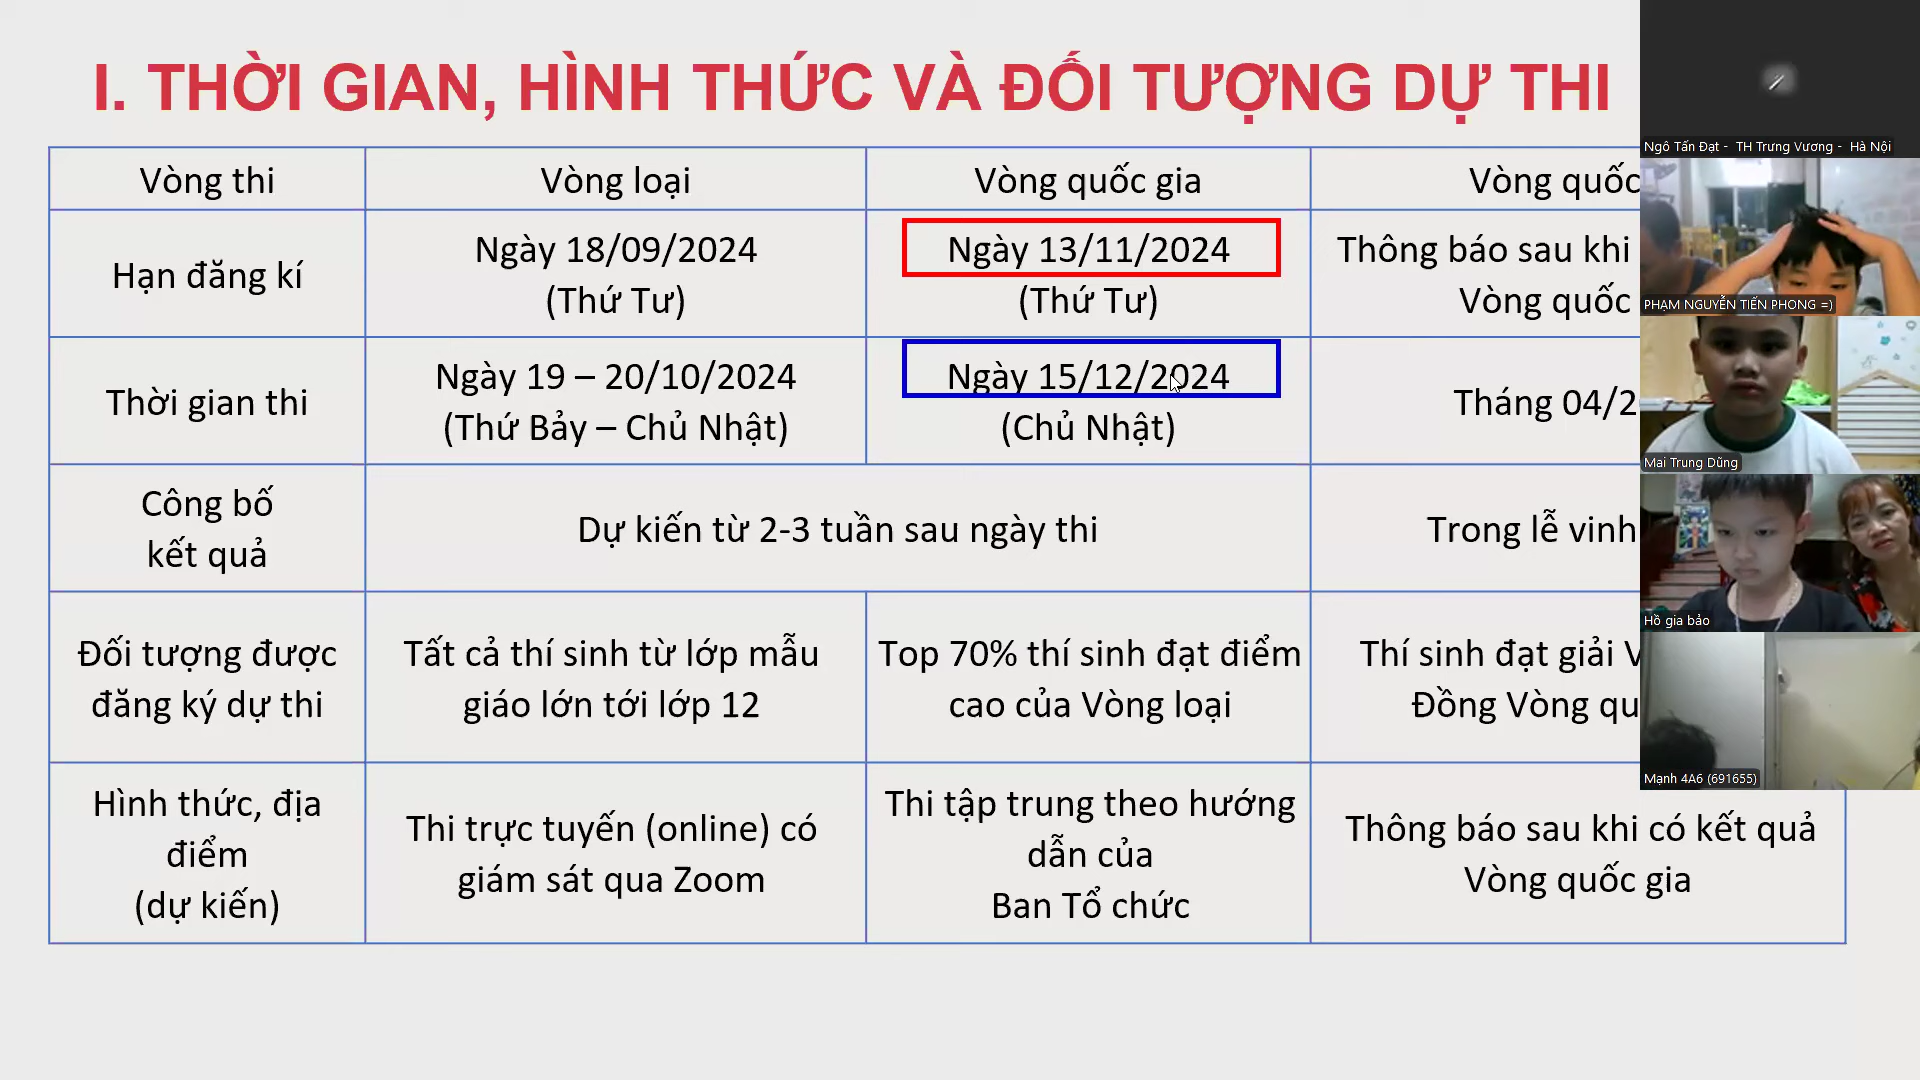 I. THỜI GIAN, HÌNH THỨC VÀ ĐỐI TƯỢNG DỰ THI
Vòng thi
Vòng loại
Vòng quốc gia
Vòng quốc
Hạn đăng kí
Ngày 18/09/2024
(Thứ Tư)
Ngày 13/11/2024
(Thứ Tư)
Thông báo sau khi
Vòng quốc
Thời gian thi
Ngày 19 – 20/10/2024
(Thứ Bảy – Chủ Nhật)
Ngày 15/12/2024
(Chủ Nhật)
Tháng 04/2
Công bố
kết quả
Dự kiến từ 2-3 tuần sau ngày thi
Trong lễ vinh
Đối tượng được
đăng ký dự thi
Tất cả thí sinh từ lớp mẫu
giáo lớn tới lớp 12
Top 70% thí sinh đạt điểm
cao của Vòng loại
Thí sinh đạt giải V
Đồng Vòng qu
Hình thức, địa
điểm
(dự kiến)
Thi trực tuyến (online) có
giám sát qua Zoom
Thi tập trung theo hướng
dẫn của
Ban Tổ chức
Thông báo sau khi có kết quả
Vòng quốc gia
Ngô Tấn Đạt - TH Trưng Vương - Hà Nội
PHẠM NGUYỄN TIẾN PHONG =)
Mai Trung Dũng
Hồ gia bảo
Mạnh 4A6 (691655)